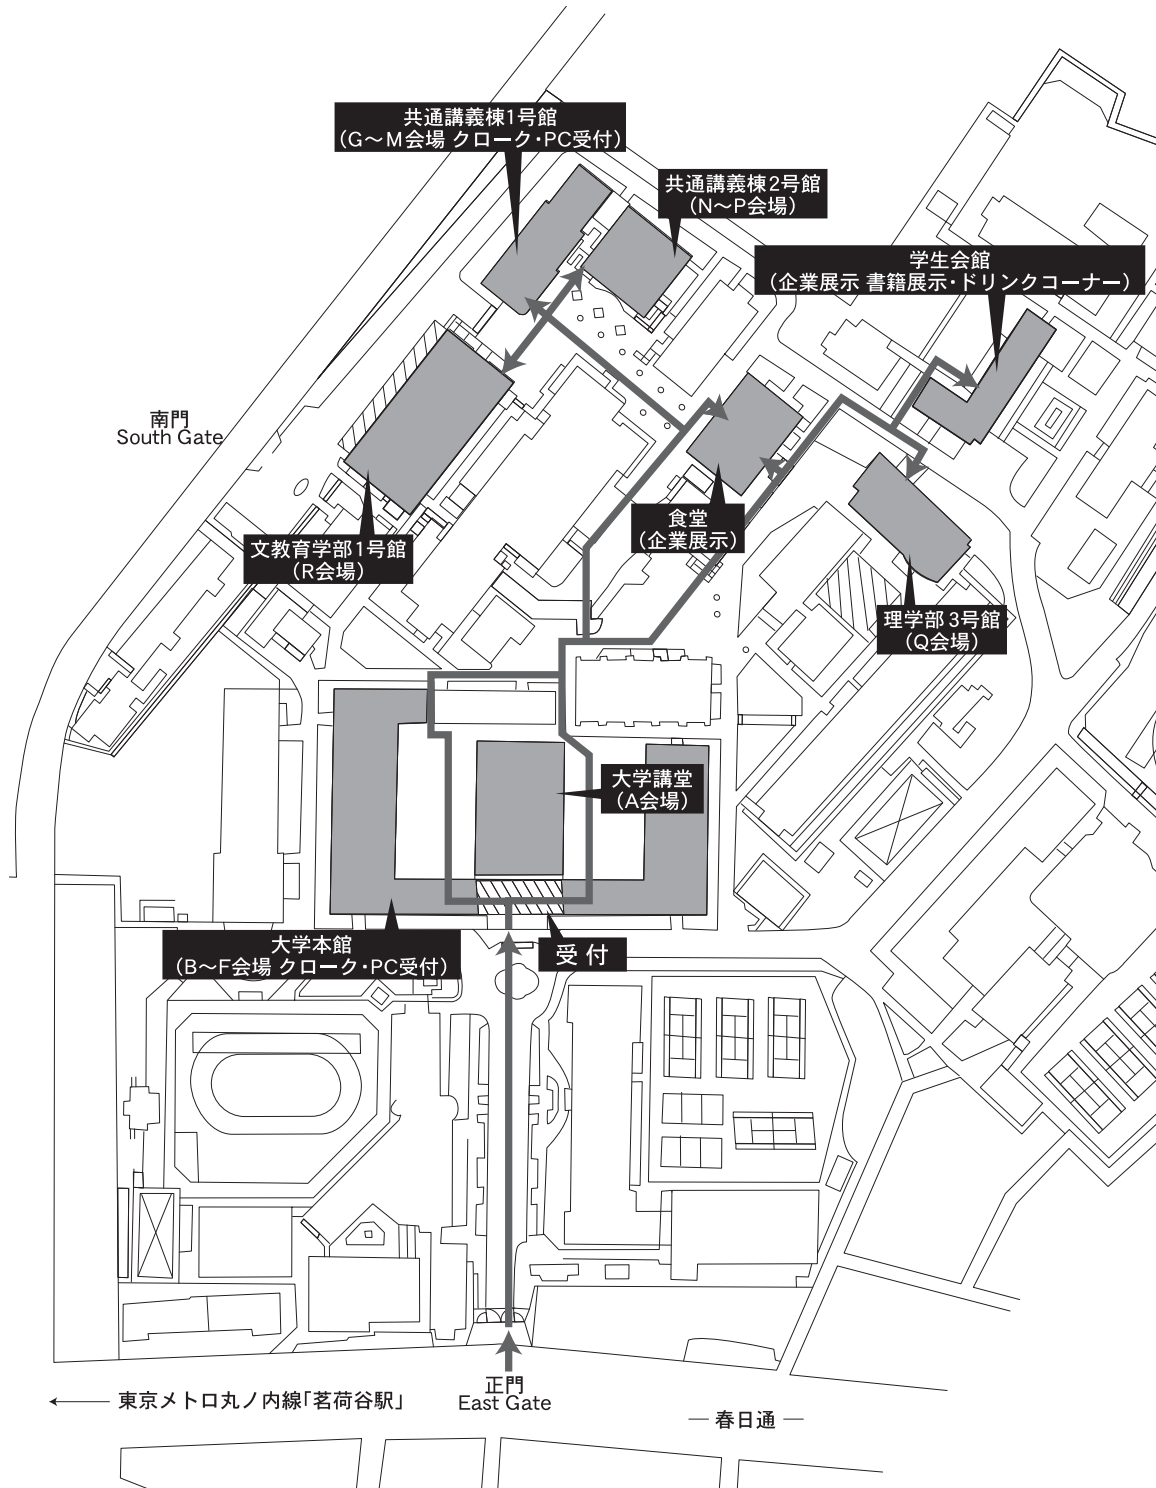 共通講義棟1号館
（G〜M会場 クローク・PC受付）
共通講義棟2号館
（N〜P会場）
学生会館
（企業展示 書籍展示・ドリンクコーナー）
南門
South Gate
食堂
（企業展示）
文教育学部1号館
（R会場）
理学部3号館
（Q会場）
大学講堂
（A会場）
大学本館
（B〜F会場 クローク・PC受付）
受付
正門
East Gate
東京メトロ丸ノ内線「茗荷谷駅」
― 春日通 ―